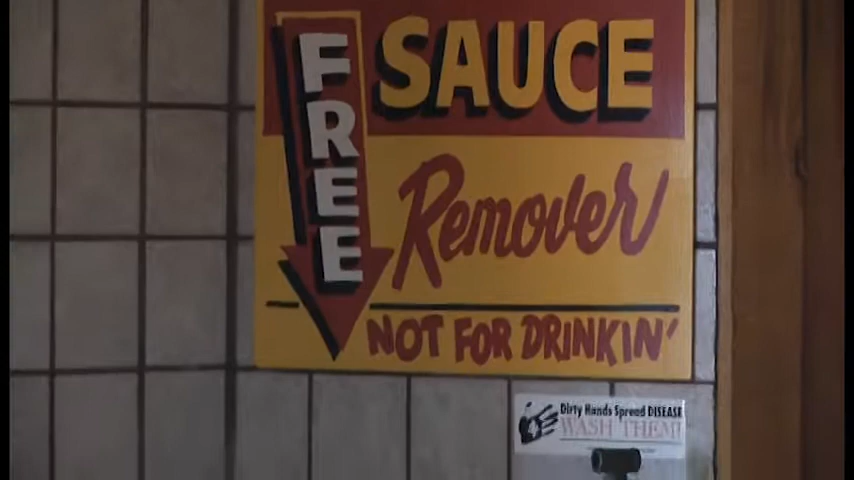 FREE
SAUCE
Remover
NOT FOR DRINKIN'
Dirty Hands Spread DISEASE
WASH THEM!